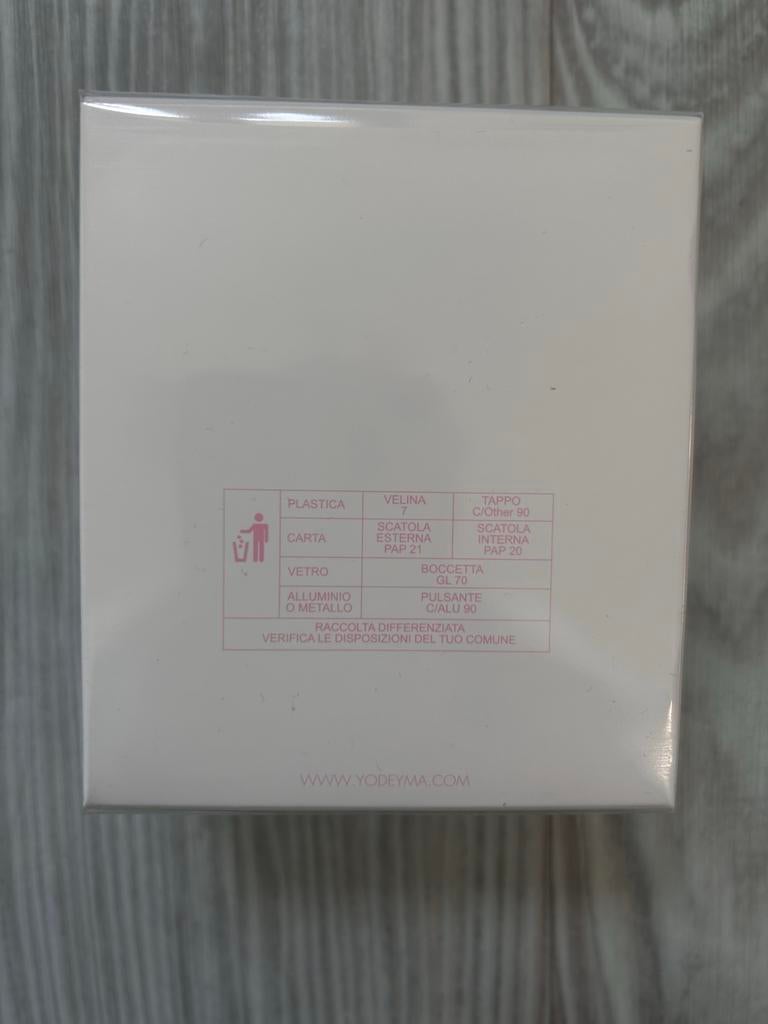 PLASTICA
VELINA
7
TAPPO
C/Other 90
CARTA
SCATOLA
ESTERNA
PAP 21
SCATOLA
INTERNA
PAP 20
VETRO
BOCCETTA
GL 70
ALLUMINIO
O METALLO
PULSANTE
C/ALU 90
RACCOLTA DIFFERENZIATA
VERIFICA LE DISPOSIZIONI DEL TUO COMUNE
WWW.YODEYMA.COM